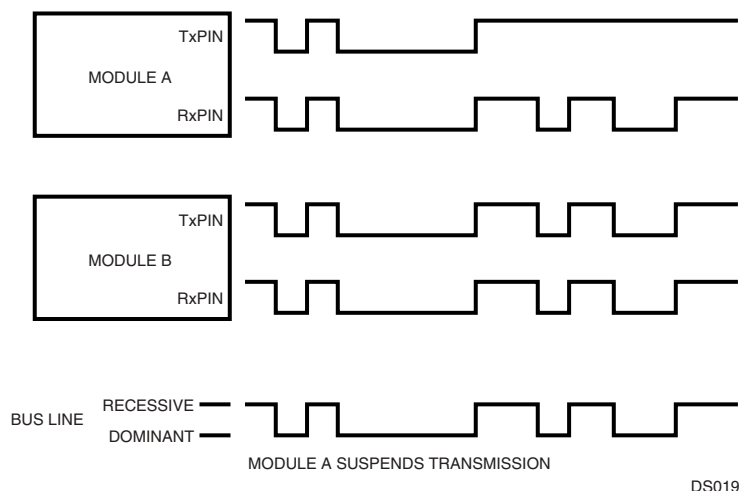 TxPIN
MODULE A
RxPIN
TxPIN
MODULE B
RxPIN
RECESSIVE
BUS LINE
DOMINANT
MODULE A SUSPENDS TRANSMISSION
DS019